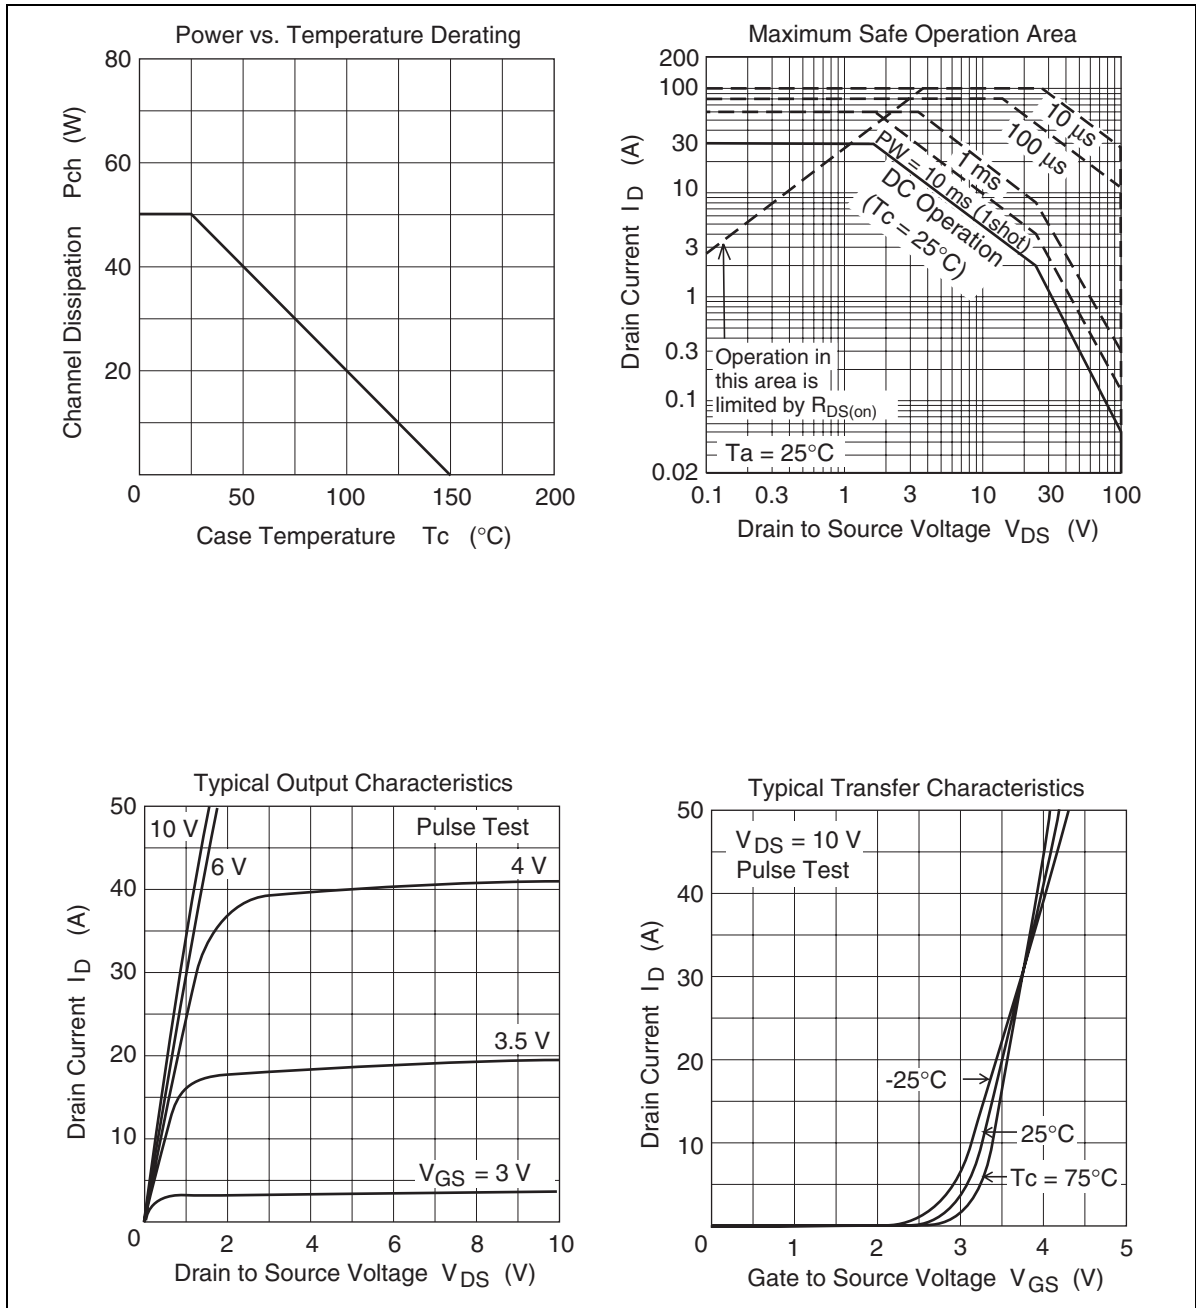 Power vs. Temperature Derating
80
60
40
20
0
50
100
150
200
Channel Dissipation Pch (W)
Case Temperature Tc (°C)
Maximum Safe Operation Area
200
100
30
10
3
1
0.3
0.1
0.02
0.1
0.3
1
3
10
30
100
Drain Current ID (A)
10 µs
100 µs
1 ms
PW = 10 ms (1shot)
DC Operation
(Tc = 25°C)
Operation in
this area is
limited by RDS(on)
Ta = 25°C
Drain to Source Voltage VDS (V)
Typical Output Characteristics
50
40
30
20
10
0
2
4
6
8
10
Drain Current ID (A)
10 V
6 V
Pulse Test
4 V
3.5 V
VGS = 3 V
Drain to Source Voltage VDS (V)
Typical Transfer Characteristics
50
40
30
20
10
0
1
2
3
4
5
Drain Current ID (A)
VDS = 10 V
Pulse Test
-25°C
25°C
Tc = 75°C
Gate to Source Voltage VGS (V)